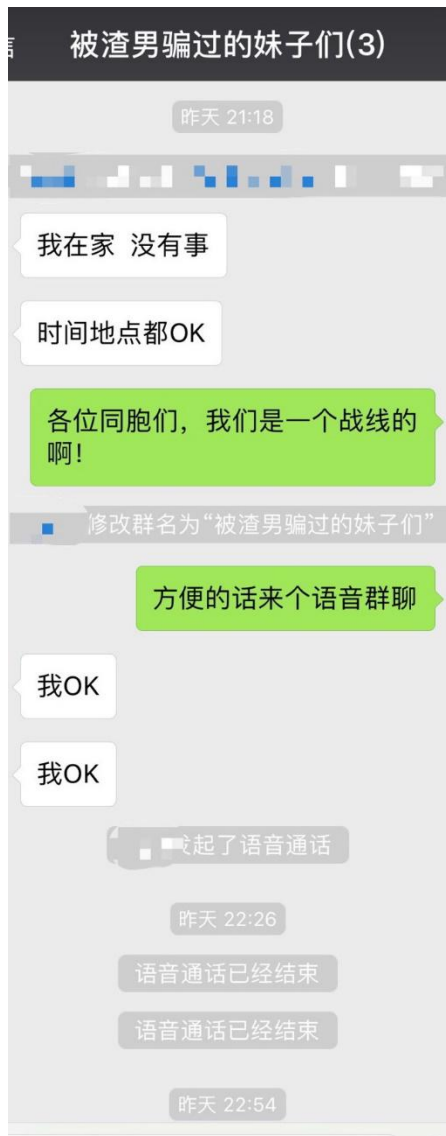 被渣男骗过的妹子们(3)
昨天 21:18
我在家 没有事
时间地点都OK
各位同胞们，我们是一个战线的
啊！
修改群名为“被渣男骗过的妹子们”
方便的话来个语音群聊
我OK
我OK
起了语音通话
昨天 22:26
语音通话已经结束
语音通话已经结束
昨天 22:54